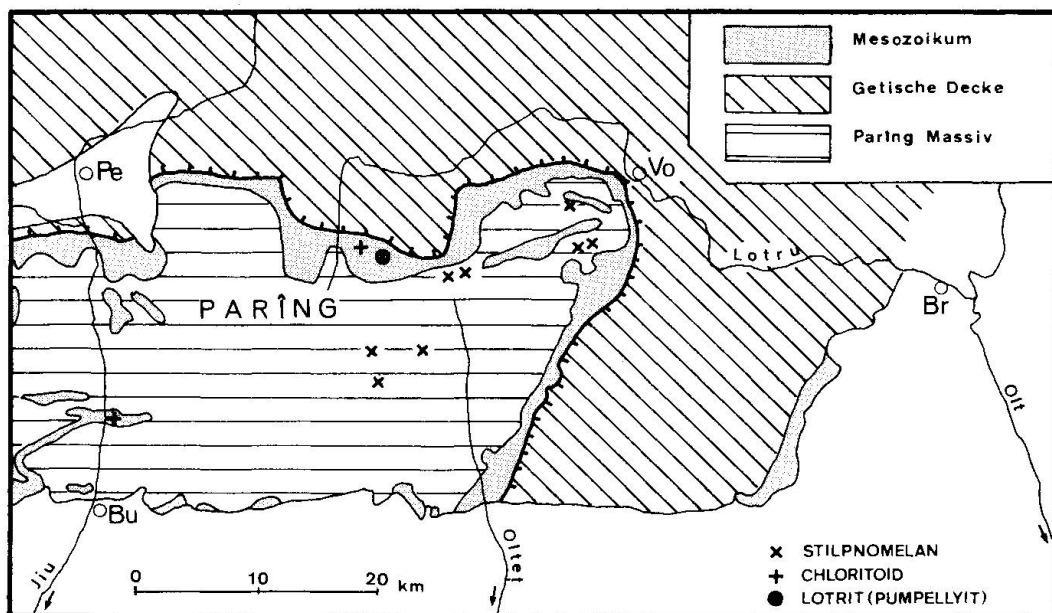 Mesozoikum
Getische Decke
Parîng Massiv
Pe
Vo
Lotru
Br
PARÎNG
Olt
Bu
Jiu
Oltet
0 10 20 km
STILPNOMELAN
CHLORITOID
LOTRIT (PUMPELLYIT)